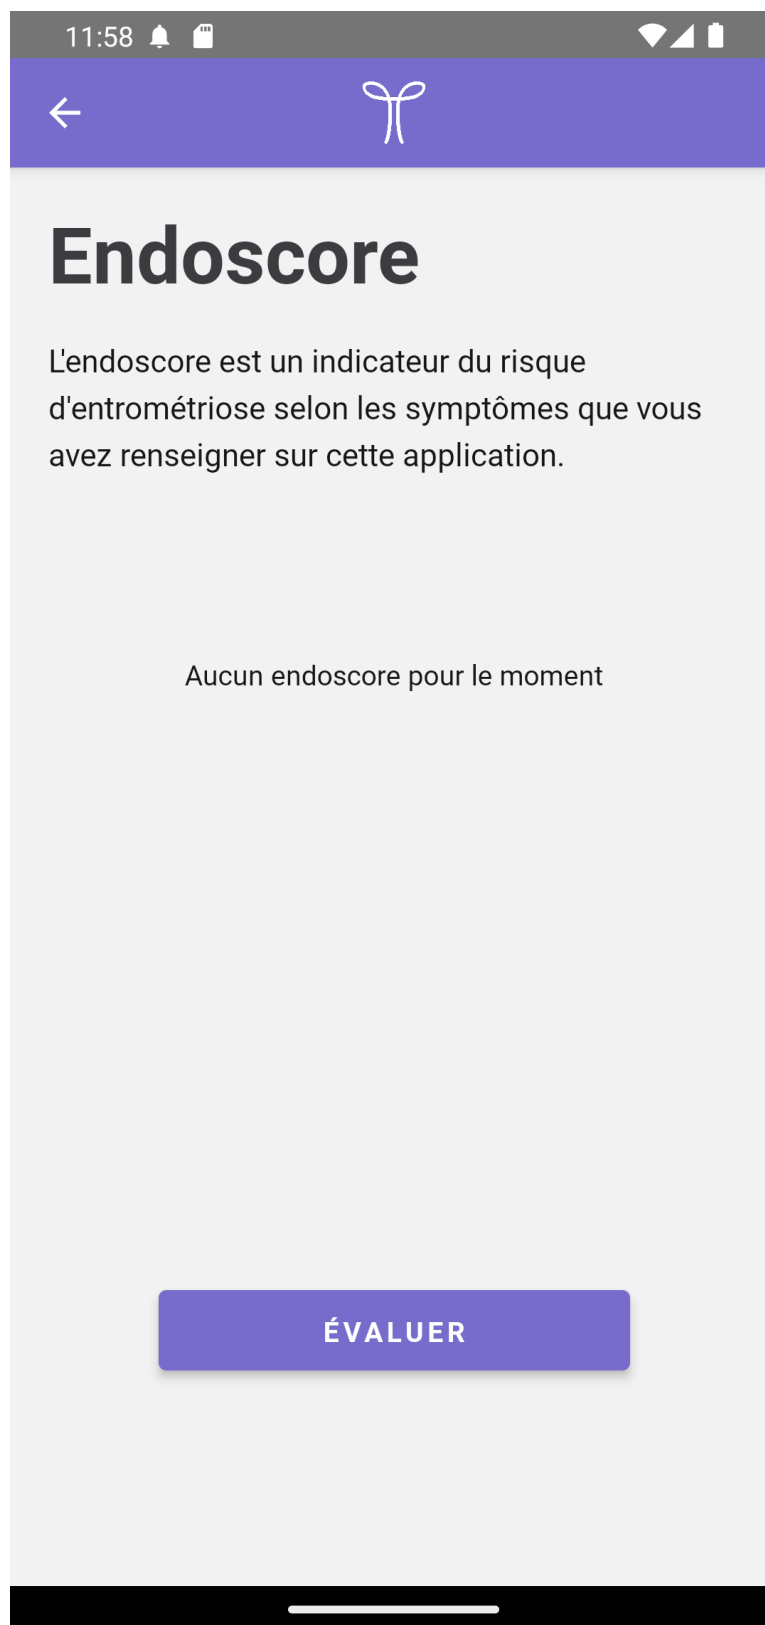 11:58
Endoscore
L'endoscore est un indicateur du risque
d'entrométriose selon les symptômes que vous
avez renseigner sur cette application.
Aucun endoscore pour le moment
ÉVALUER